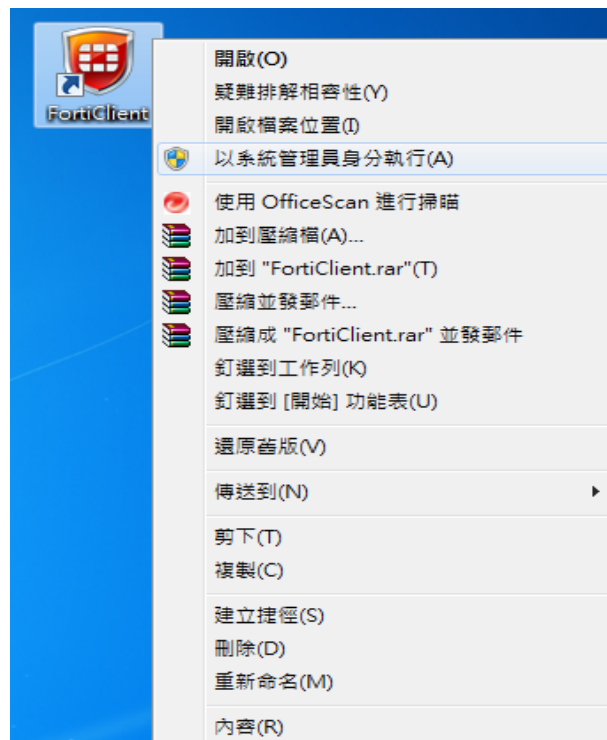 FortiClient
開啟(O)
疑難排解相容性(Y)
開啟檔案位置(I)
以系統管理員身分執行(A)
使用 OfficeScan 進行掃瞄
加到壓縮檔(A)...
加到 "FortiClient.rar"(T)
壓縮並發郵件...
壓縮成 "FortiClient.rar" 並發郵件
釘選到工作列(K)
釘選到 [開始] 功能表(U)
還原舊版(V)
傳送到(N)
剪下(T)
複製(C)
建立捷徑(S)
刪除(D)
重新命名(M)
內容(R)